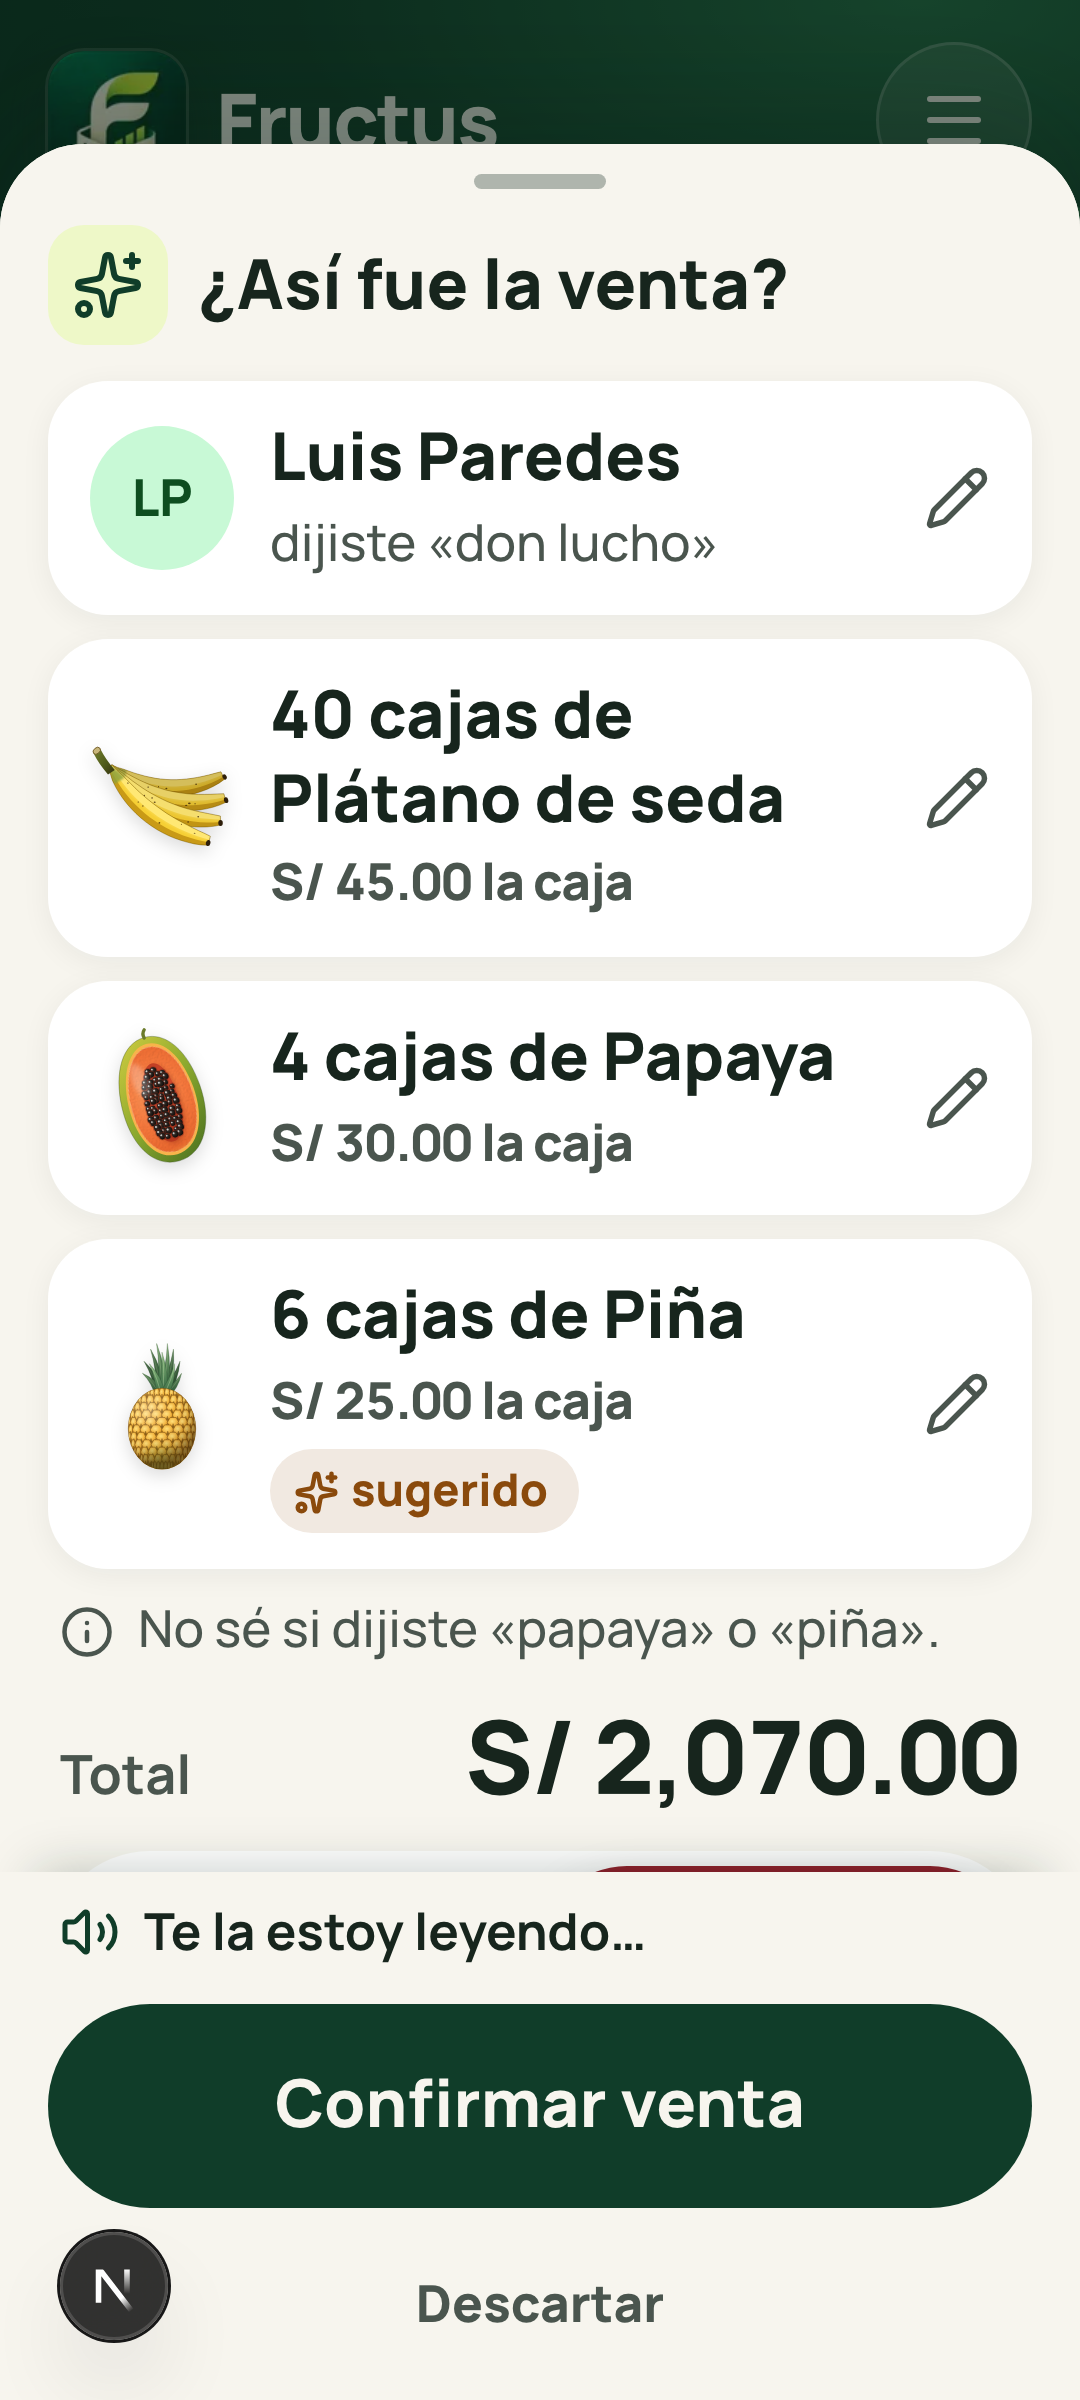 Fructus
¿Así fue la venta?
LP
Luis Paredes
dijiste «don lucho»
40 cajas de
Plátano de seda
S/ 45.00 la caja
4 cajas de Papaya
S/ 30.00 la caja
6 cajas de Piña
S/ 25.00 la caja
sugerido
No sé si dijiste «papaya» o «piña».
Total
S/ 2,070.00
Te la estoy leyendo...
Confirmar venta
N
Descartar